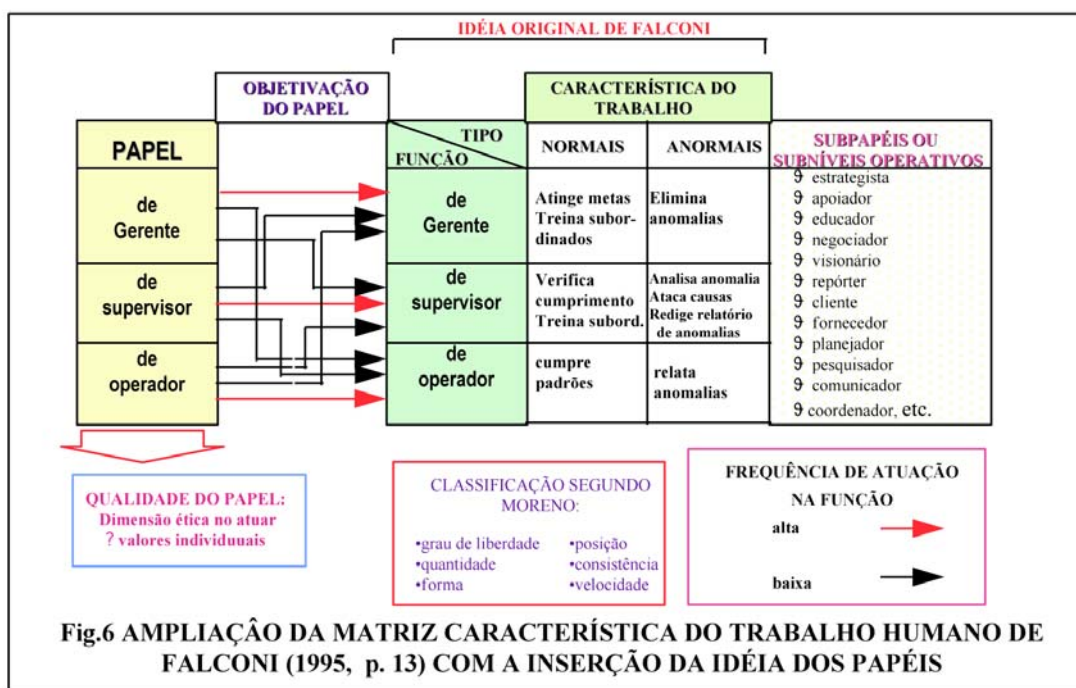 IDÉIA ORIGINAL DE FALCONI
OBJETIVAÇÃO
DO PAPEL
CARACTERÍSTICA DO
TRABALHO
PAPEL
TIPO
FUNÇÃO
NORMAIS
ANORMAIS
SUBPAPÉIS OU
SUBNÍVEIS OPERATIVOS
de
Gerente
de
Gerente
Atinge metas
Treina subor-
dinados
Elimina
anomalias
de
supervisor
de
supervisor
Verifica
cumprimento
Treina subord.
Analisa anomalia
Ataca causas
Redige relatório
de anomalias
de
operador
de
operador
cumpre
padrões
relata
anomalias
ϑ estrategista
ϑ apoiador
ϑ educador
ϑ negociador
ϑ visionário
ϑ repórter
ϑ cliente
ϑ fornecedor
ϑ planejador
ϑ pesquisador
ϑ comunicador
ϑ coordenador, etc.
QUALIDADE DO PAPEL:
Dimensão ética no atuar
? valores individuuais
CLASSIFICAÇÃO SEGUNDO
MORENO:
•grau de liberdade
•quantidade
•forma
•posição
•consistência
•velocidade
FREQUÊNCIA DE ATUAÇÃO
NA FUNÇÃO
alta
baixa
Fig.6 AMPLIAÇÂO DA MATRIZ CARACTERÍSTICA DO TRABALHO HUMANO DE
FALCONI (1995, p. 13) COM A INSERÇÃO DA IDÉIA DOS PAPÉIS